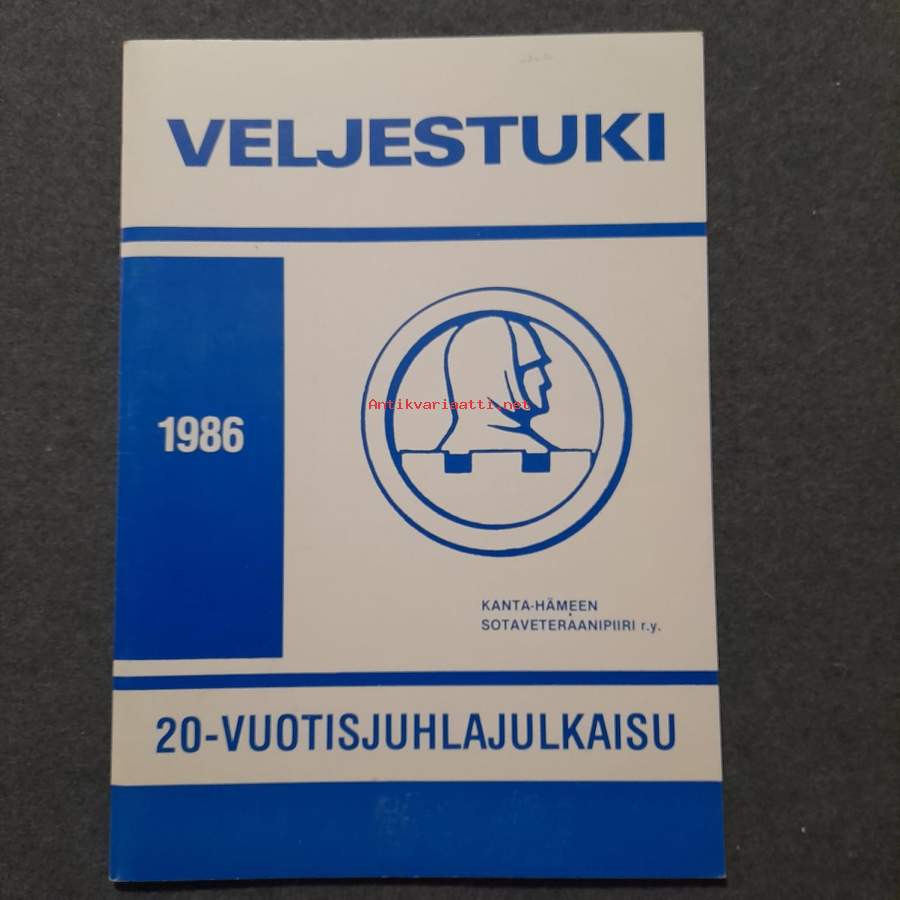 VELJESTUKI
Antikvariaatti.net
1986
KANTA-HÄMEEN
SOTAVETERAANIPIIRI r.y.
20-VUOTISJUHLAJULKAISU